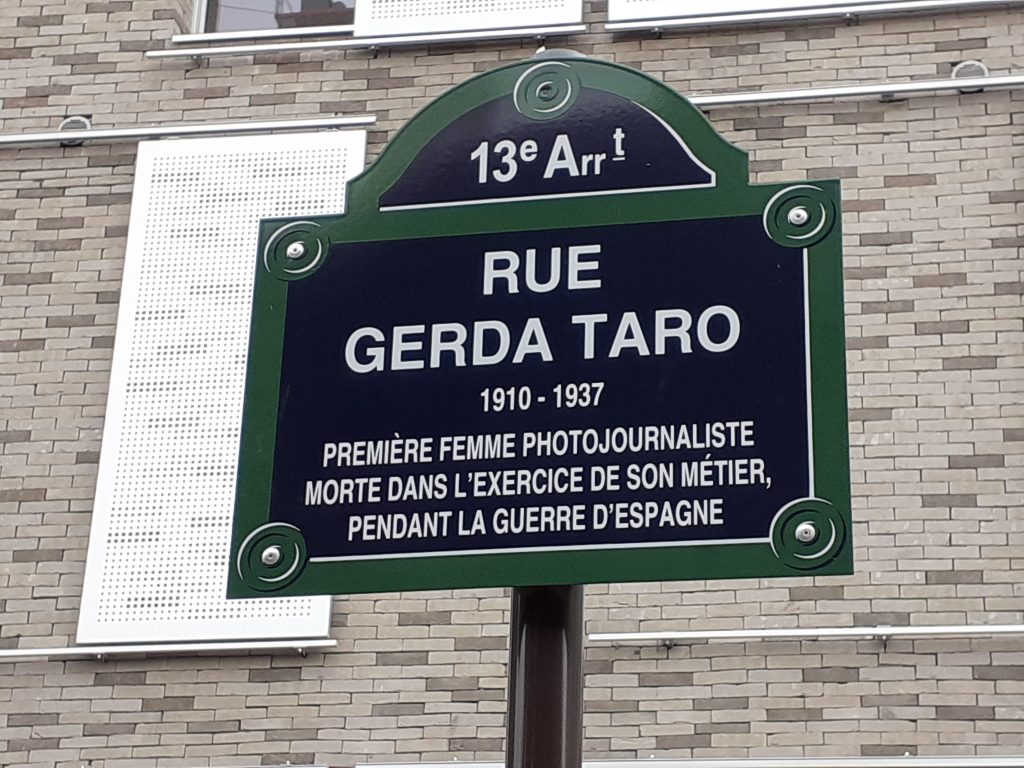 13e Arrt
RUE
GERDA TARO
1910 - 1937
PREMIÈRE FEMME PHOTOJOURNALISTE
MORTE DANS L'EXERCICE DE SON MÉTIER,
PENDANT LA GUERRE D'ESPAGNE